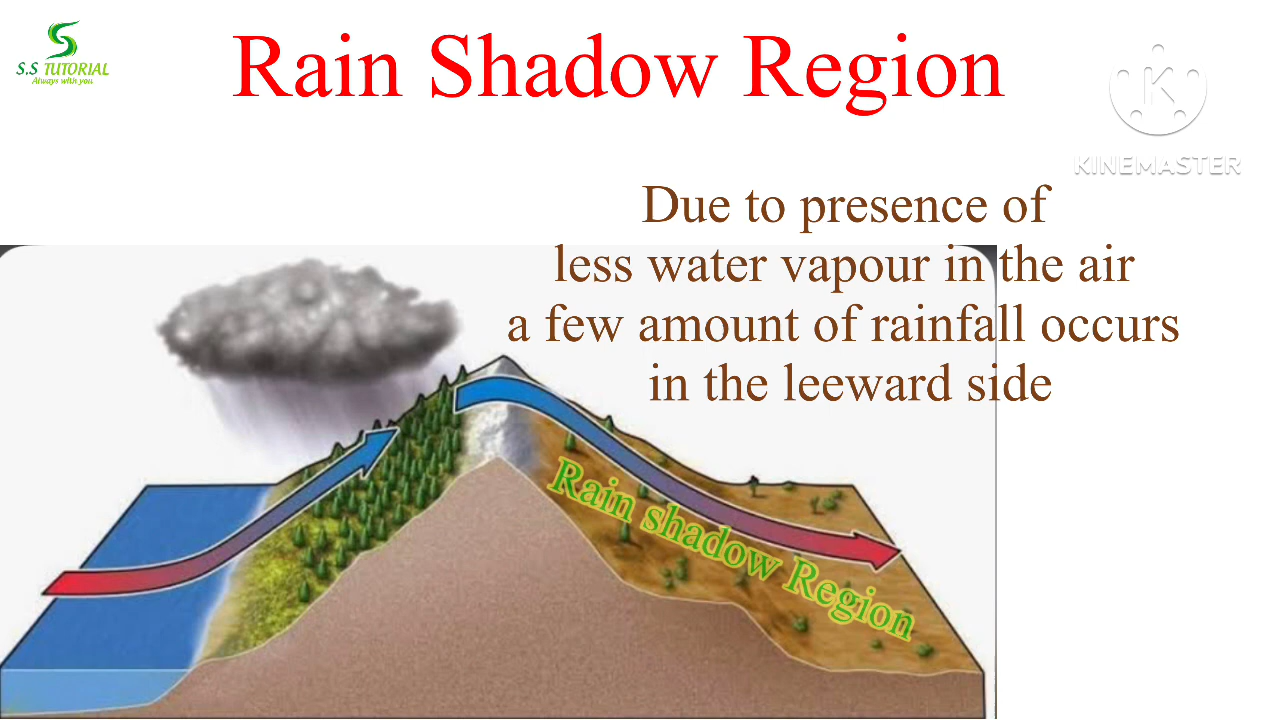 S.S TUTORIAL
Always with you
Rain Shadow Region
K
KINEMASTER
Due to presence of
less water vapour in the air
a few amount of rainfall occurs
in the leeward side
Rain shadow Region